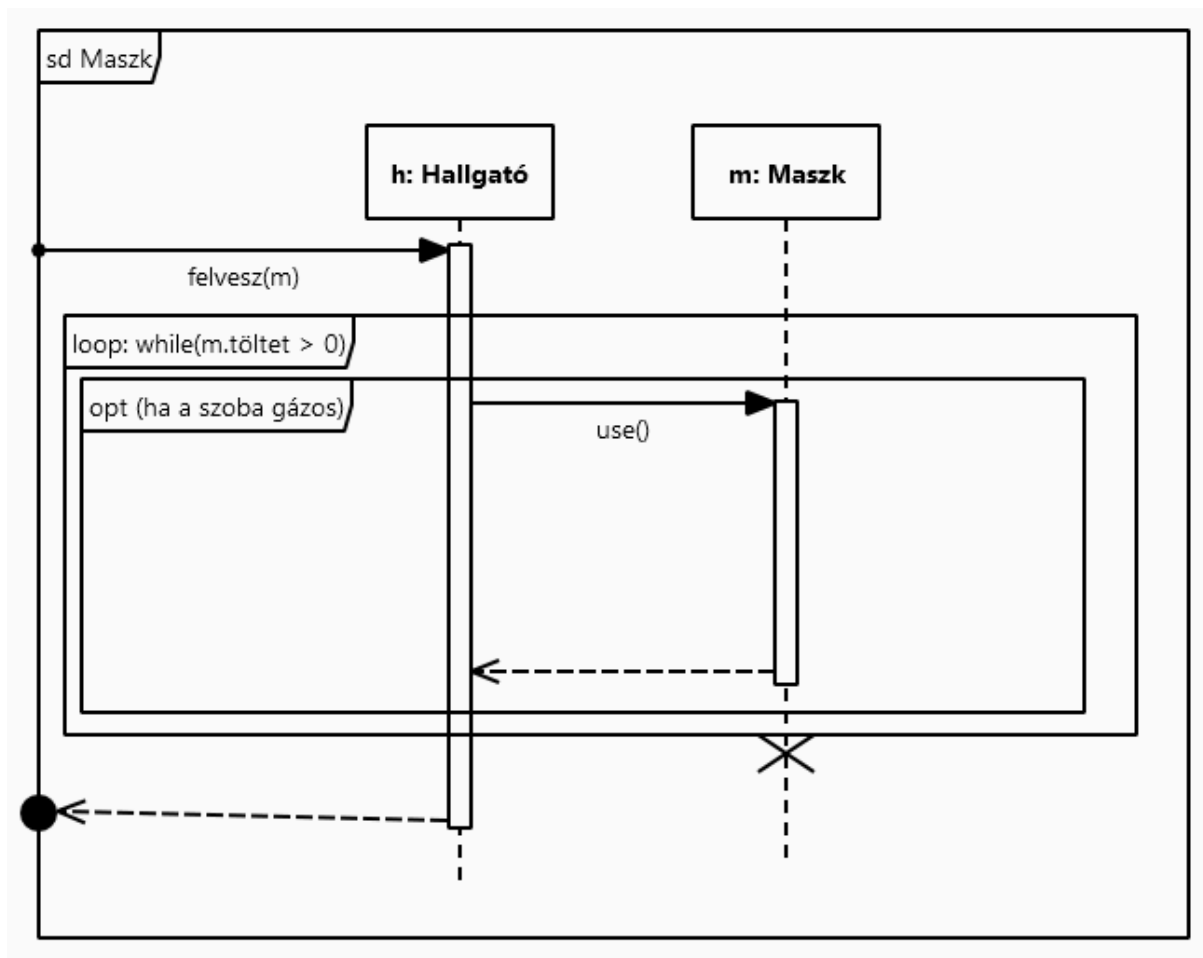 sd Maszk
h: Hallgató
m: Maszk
felvesz(m)
loop: while(m.töltet > 0)
opt (ha a szoba gázos)
use()